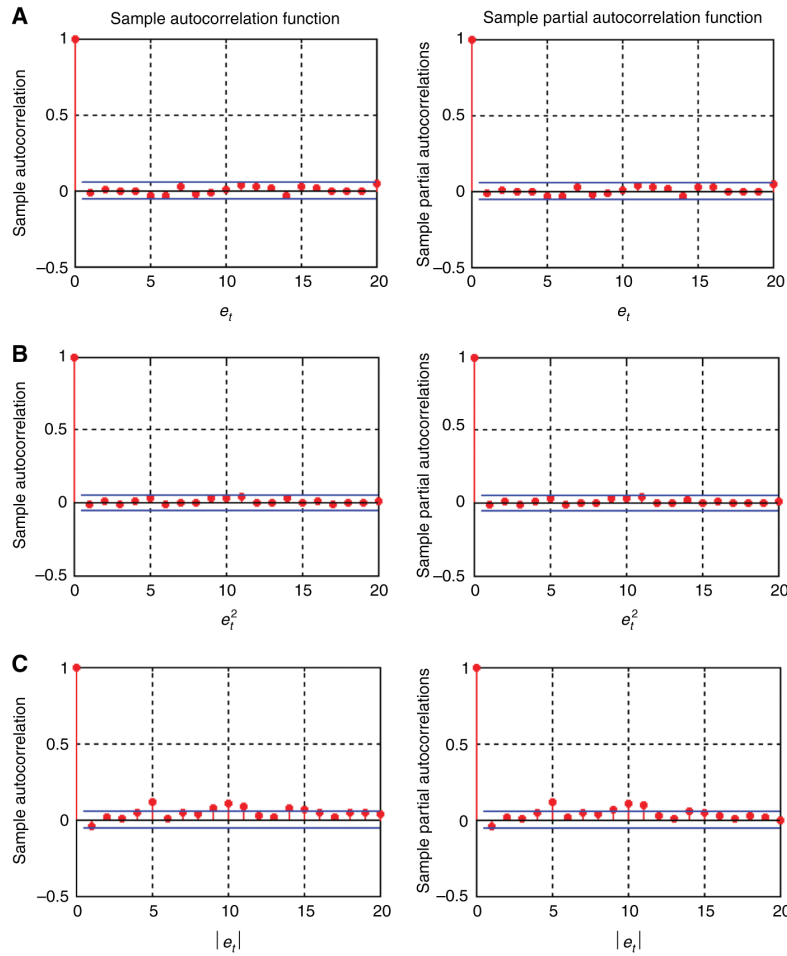 A
Sample autocorrelation function
Sample partial autocorrelation function
Sample autocorrelation
1
0.5
0
–0.5
0 5 10 15 20
e_t
Sample partial autocorrelations
1
0.5
0
–0.5
0 5 10 15 20
e_t
B
Sample autocorrelation
1
0.5
0
–0.5
0 5 10 15 20
e_t^2
Sample partial autocorrelations
1
0.5
0
–0.5
0 5 10 15 20
e_t^2
C
Sample autocorrelation
1
0.5
0
–0.5
0 5 10 15 20
|e_t|
Sample partial autocorrelations
1
0.5
0
–0.5
0 5 10 15 20
|e_t|